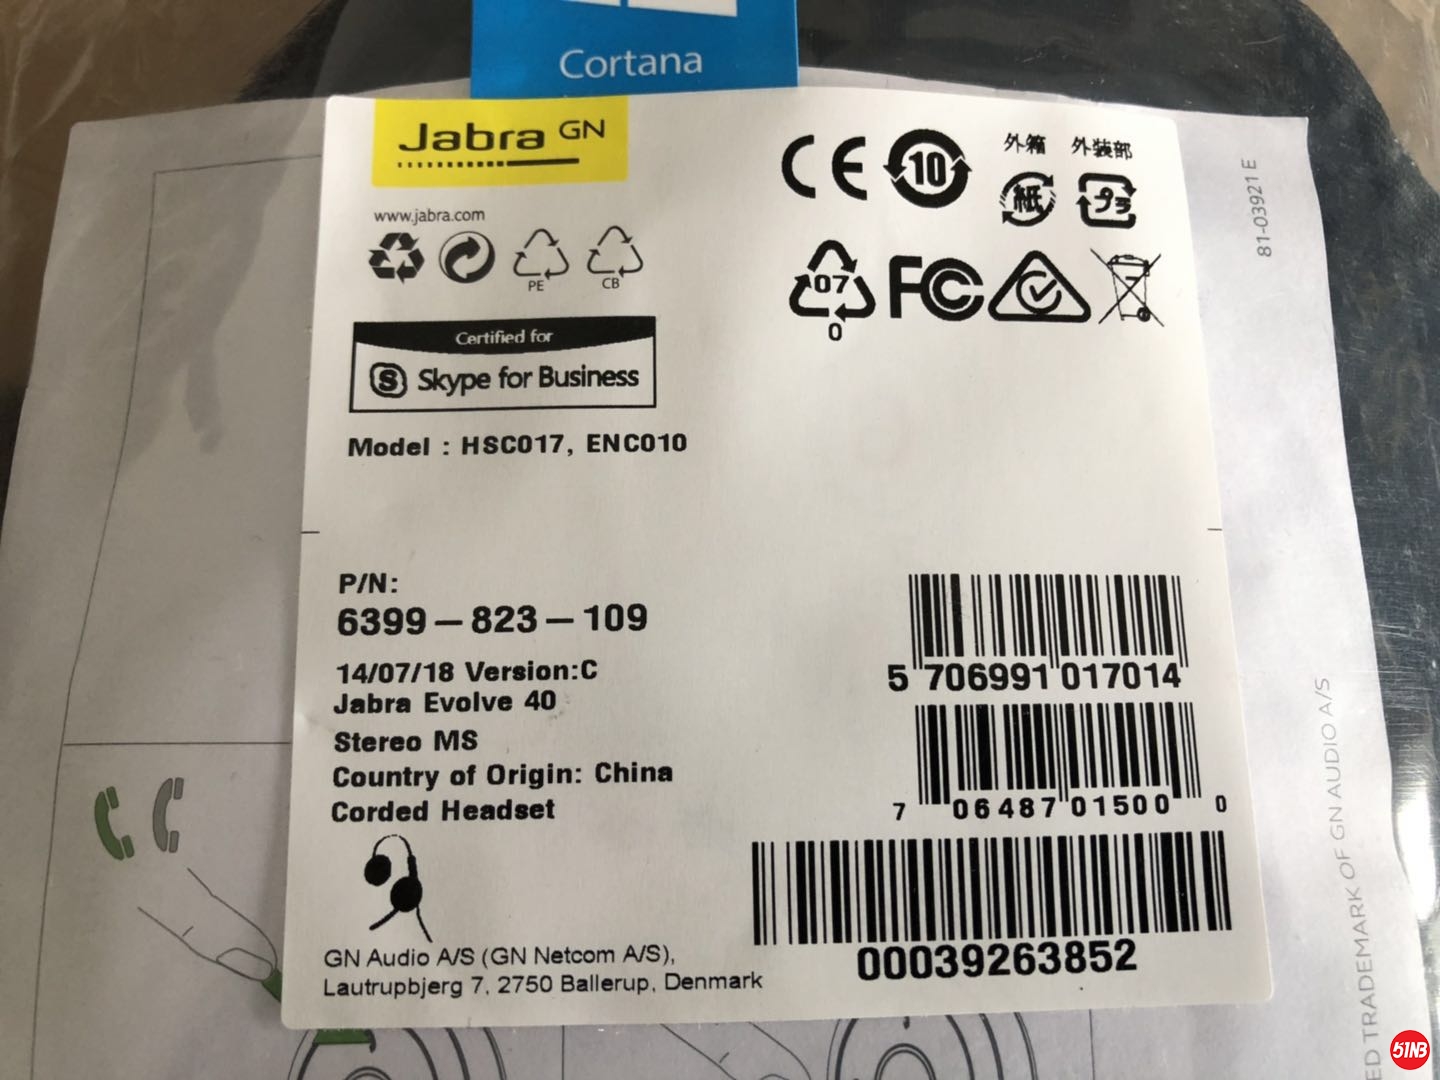 Cortana
Jabra GN
www.jabra.com
PE
CB
Certified for
S Skype for Business
Model : HSC017, ENC010
CE
10
外箱 外装部
紙 プラ
07
0
FC
81-03921 E
P/N:
6399-823-109
14/07/18 Version:C
Jabra Evolve 40
Stereo MS
Country of Origin: China
Corded Headset
GN Audio A/S (GN Netcom A/S),
Lautrupbjerg 7, 2750 Ballerup, Denmark
5 706991 017014
7 06487 01500 0
00039263852
ED TRADEMARK OF GN AUDIO A/S
51NB